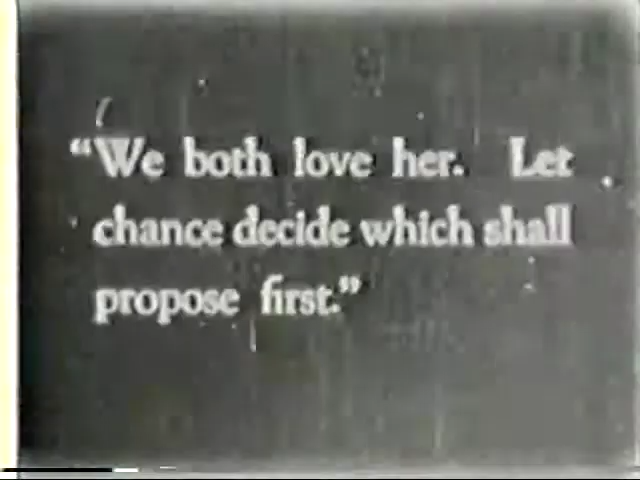 “We both love her. Let
chance decide which shall
propose first.”